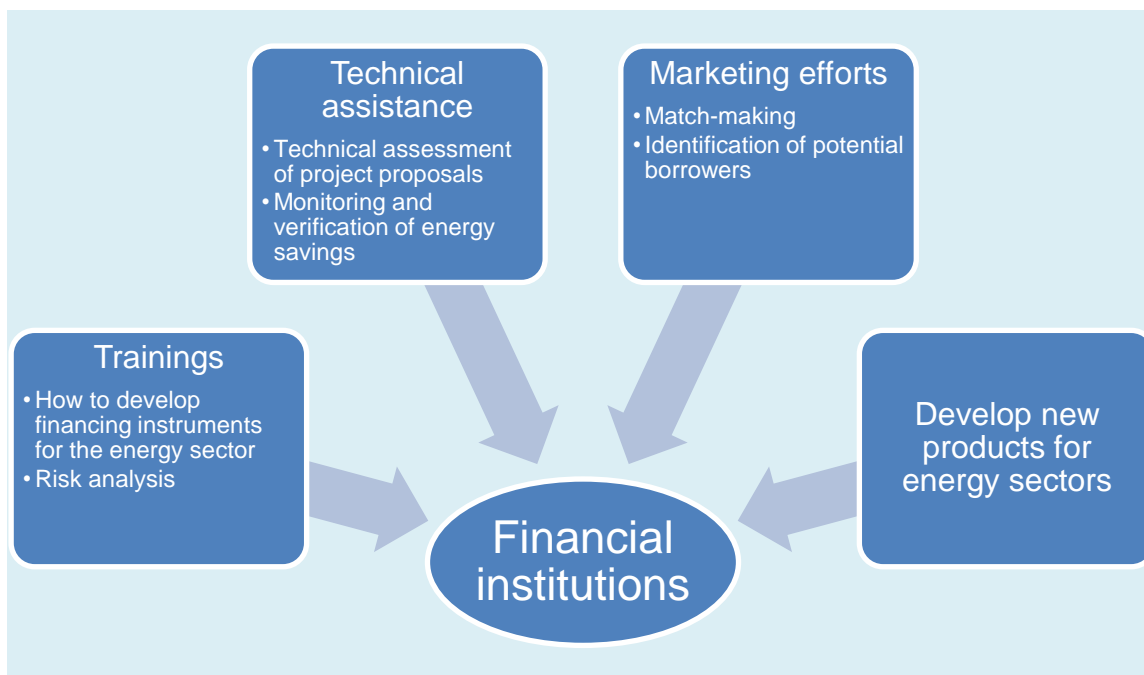 Technical
assistance
• Technical assessment
of project proposals
• Monitoring and
verification of energy
savings
Marketing efforts
• Match-making
• Identification of potential
borrowers
Trainings
• How to develop
financing instruments
for the energy sector
• Risk analysis
Develop new
products for
energy sectors
Financial
institutions